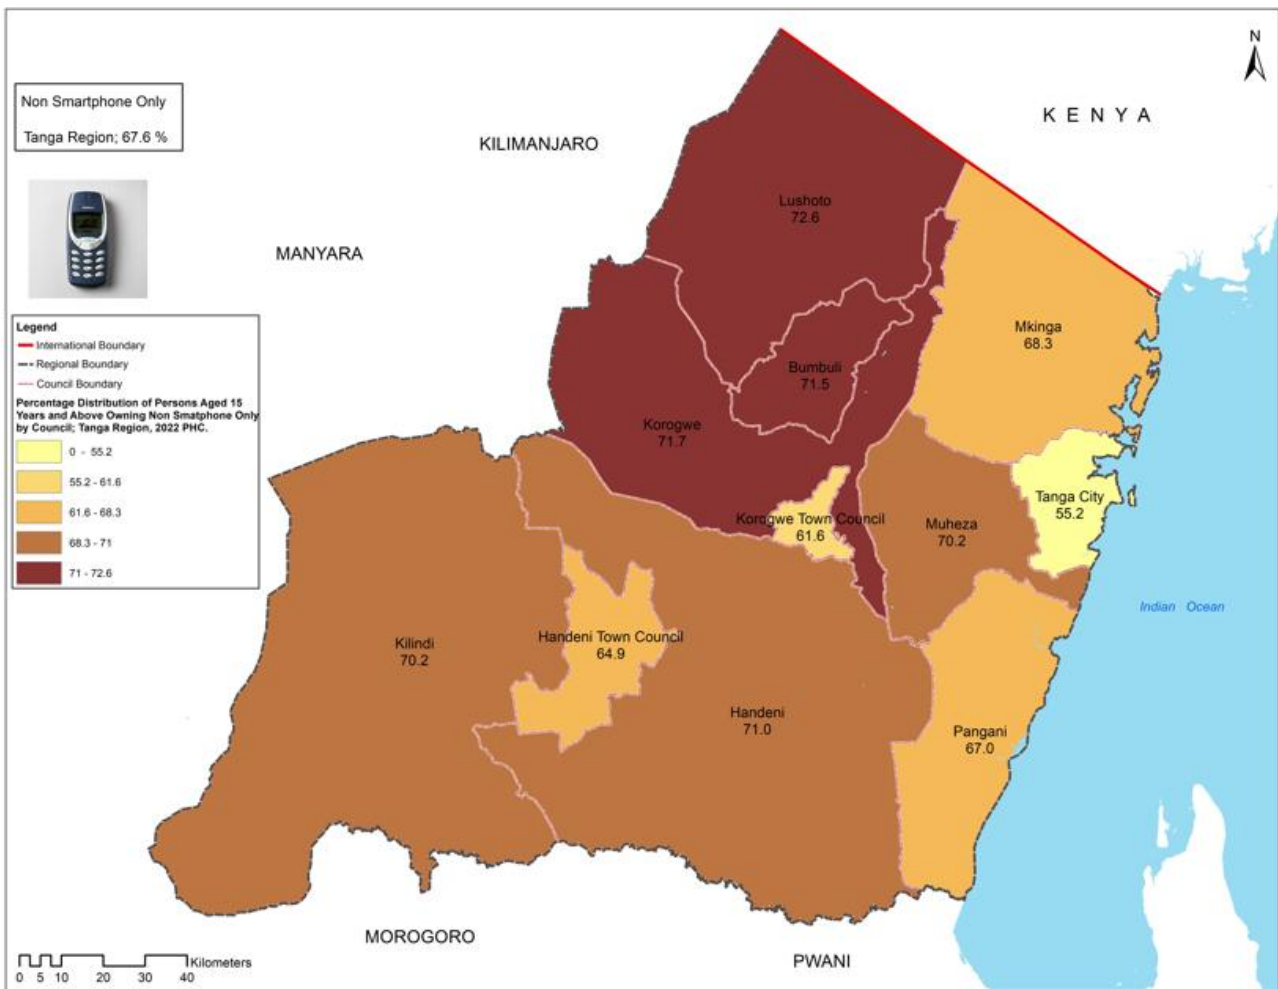 N
KENYA
Non Smartphone Only
Tanga Region; 67.6 %
KILIMANJARO
MANYARA
Lushoto
72.6
Mkinga
68.3
Bumbuli
71.5
Korogwe
71.7
Legend
International Boundary
Regional Boundary
Council Boundary
Percentage Distribution of Persons Aged 15
Years and Above Owning Non Smatphone Only
by Council; Tanga Region, 2022 PHC.
0 - 55.2
55.2 - 61.6
61.6 - 68.3
68.3 - 71
71 - 72.6
Tanga City
55.2
Korogwe Town Council
61.6
Muheza
70.2
Indian Ocean
Kilindi
70.2
Handeni Town Council
64.9
Handeni
71.0
Pangani
67.0
MOROGORO
PWANI
Kilometers
0 5 10 20 30 40